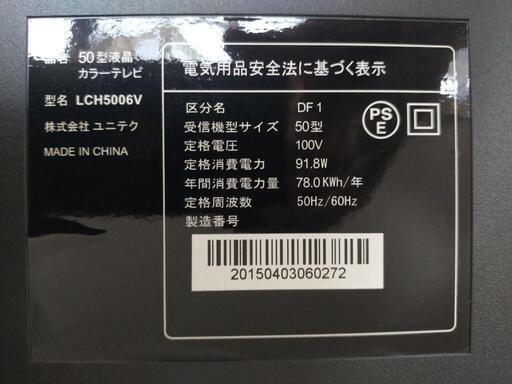 品名 50型液晶
カラーテレビ
型名 LCH5006V
株式会社 ユニテク
MADE IN CHINA
電気用品安全法に基づく表示
区分名 DF1
受信機型サイズ 50型
定格電圧 100V
定格消費電力 91.8W
年間消費電力量 78.0KWh/年
定格周波数 50Hz/60Hz
製造番号
PS
E
20150403060272